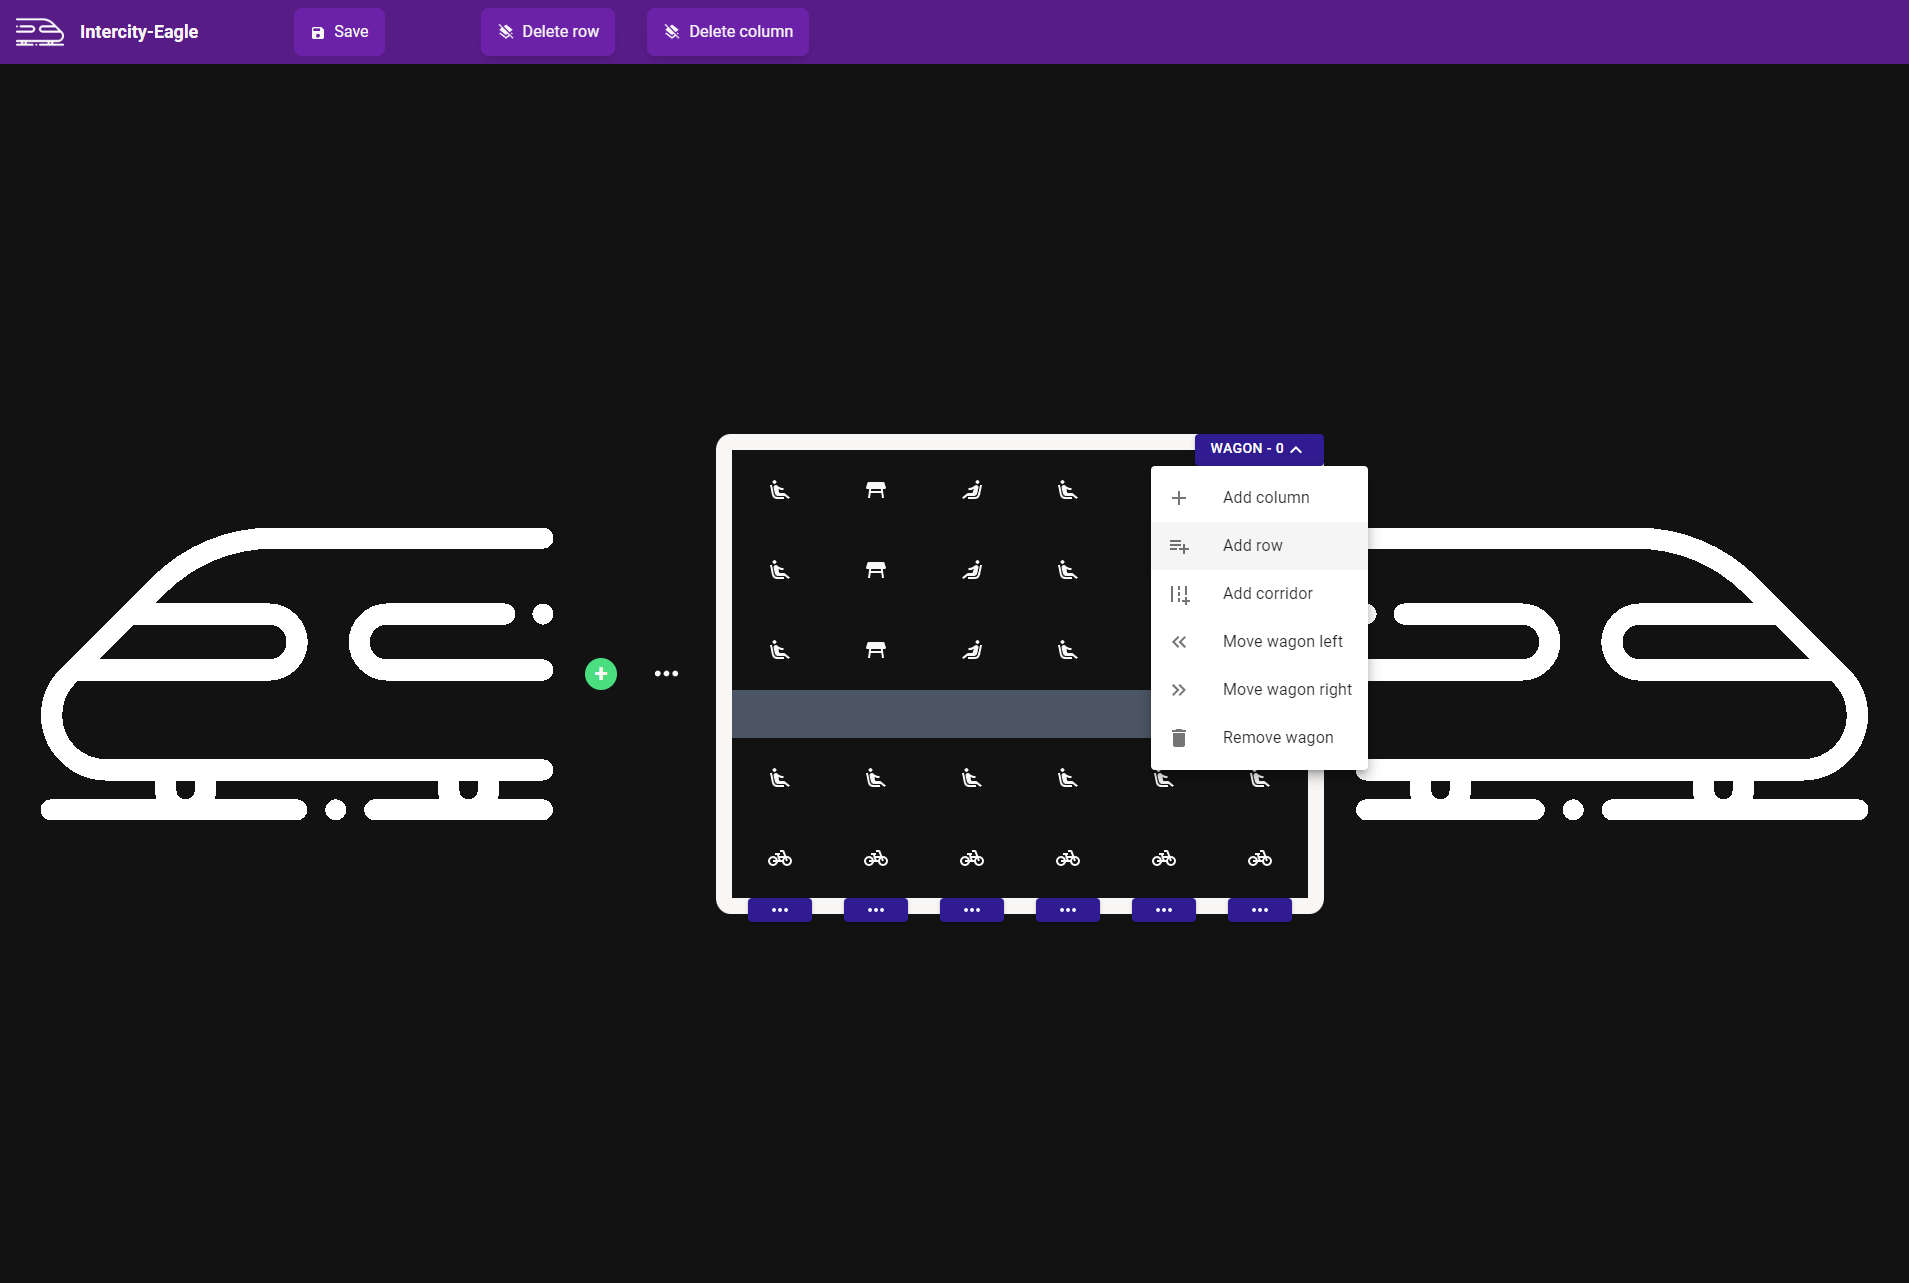 Intercity-Eagle
Save
Delete row
Delete column
WAGON - 0
Add column
Add row
Add corridor
Move wagon left
Move wagon right
Remove wagon